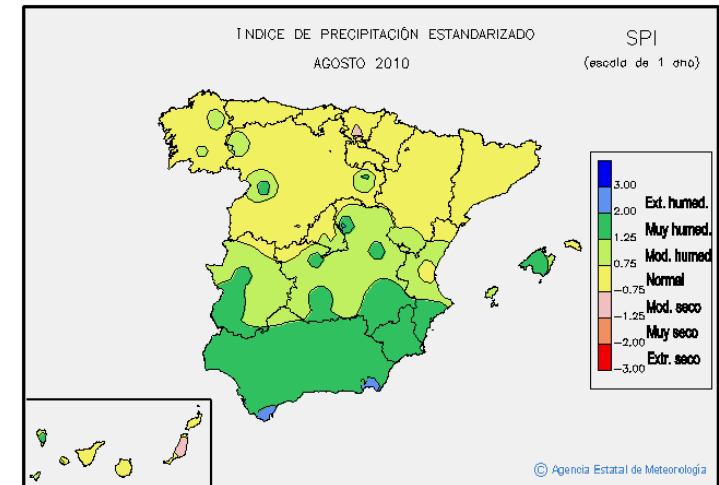 ÍNDICE DE PRECIPITACIÓN ESTANDARIZADO
AGOSTO 2010
SPI
(escala de 1 ano)
3.00
Ext. humed.
2.00
Muy humed.
1.25
Mod. humed
0.75
Normal
−0.75
Mod. seco
−1.25
Muy seco
−2.00
Extr. seco
−3.00
© Agencia Estatal de Meteorología